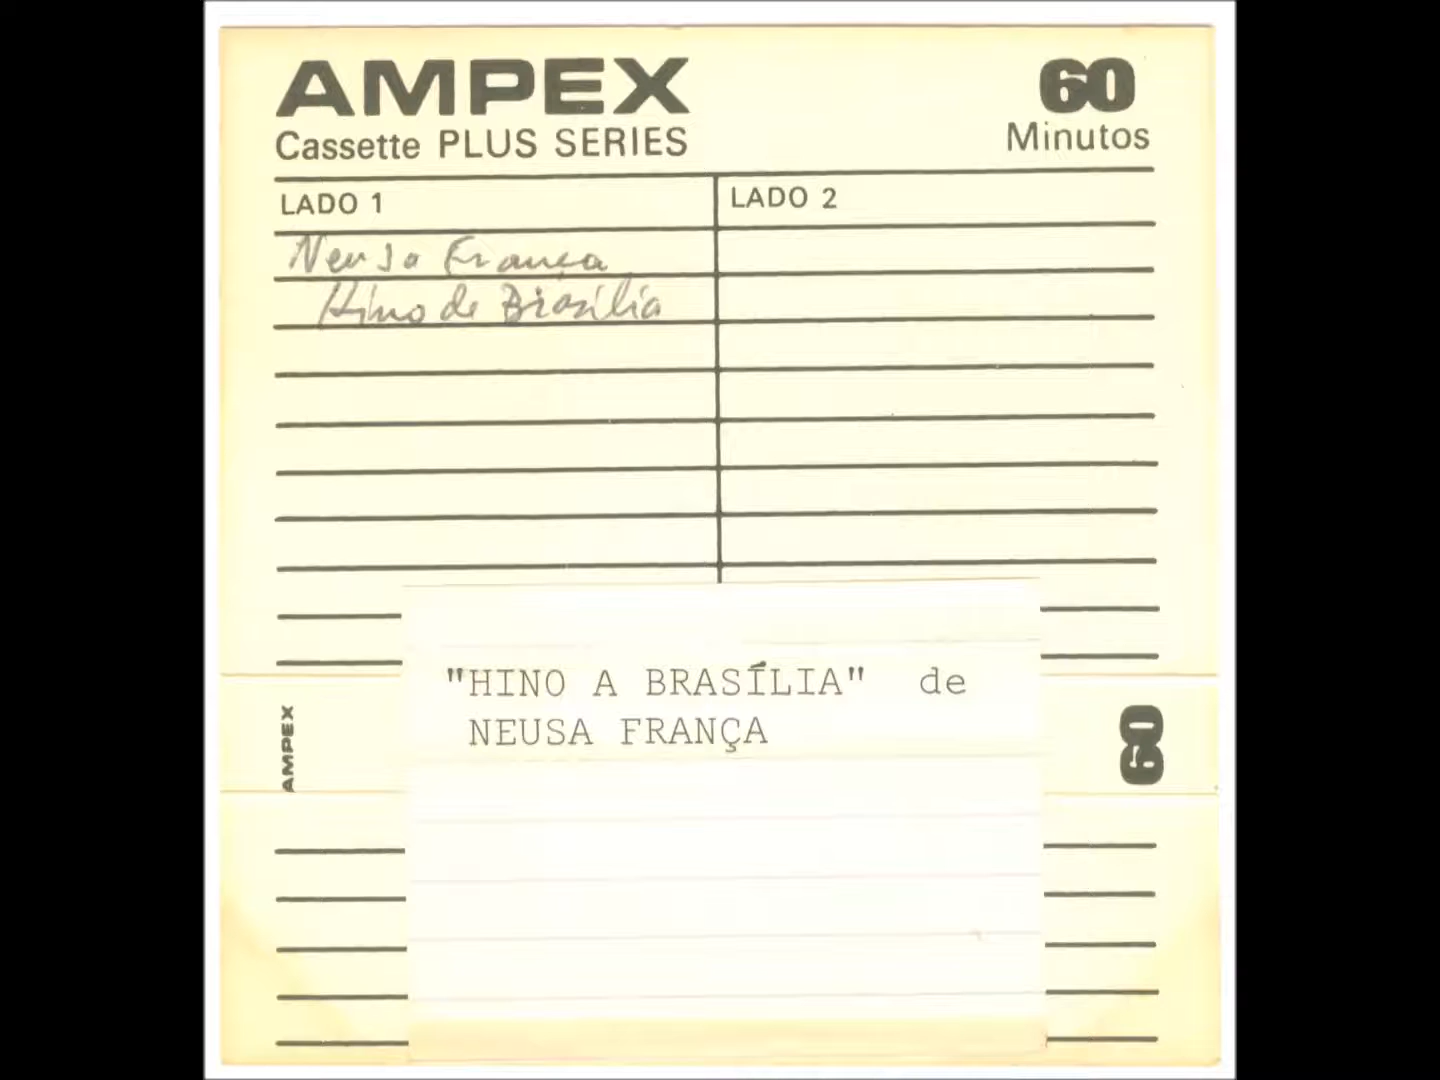 AMPEX
Cassette PLUS SERIES
60
Minutos
LADO 1
LADO 2
Neusa França
Hino de Brasília
"HINO A BRASÍLIA" de
NEUSA FRANÇA
AMPEX
60